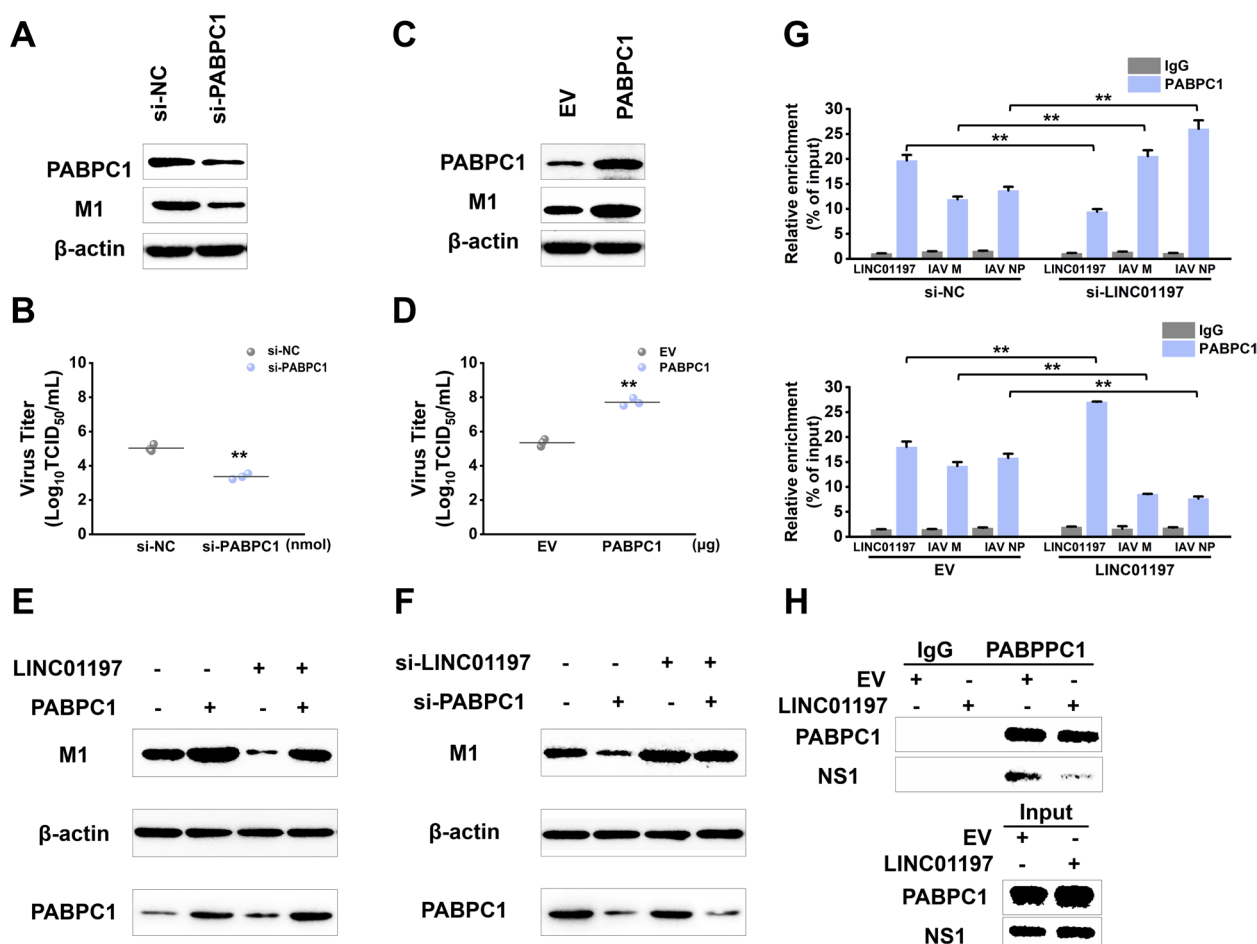 A
si-NC
si-PABPC1
PABPC1
M1
β-actin
B
si-NC
si-PABPC1
Virus Titer
(Log10TCID50/mL)
10
8
6
4
2
0
**
si-NC
si-PABPC1
(nmol)
C
EV
PABPC1
PABPC1
M1
β-actin
D
EV
PABPC1
Virus Titer
(Log10TCID50/mL)
10
8
6
4
2
0
**
EV
PABPC1
(μg)
E
LINC01197 - - + +
PABPC1 - + - +
M1
β-actin
PABPC1
F
si-LINC01197 - - + +
si-PABPC1 - + - +
M1
β-actin
PABPC1
G
IgG
PABPC1
Relative enrichment
(% of input)
30
25
20
15
10
5
0
**
**
**
LINC01197 IAV M IAV NP LINC01197 IAV M IAV NP
si-NC si-LINC01197
IgG
PABPC1
Relative enrichment
(% of input)
30
25
20
15
10
5
0
**
**
**
LINC01197 IAV M IAV NP LINC01197 IAV M IAV NP
EV LINC01197
H
IgG PABPPC1
EV + - + -
LINC01197 - + - +
PABPC1
NS1
Input
EV + -
LINC01197 - +
PABPC1
NS1